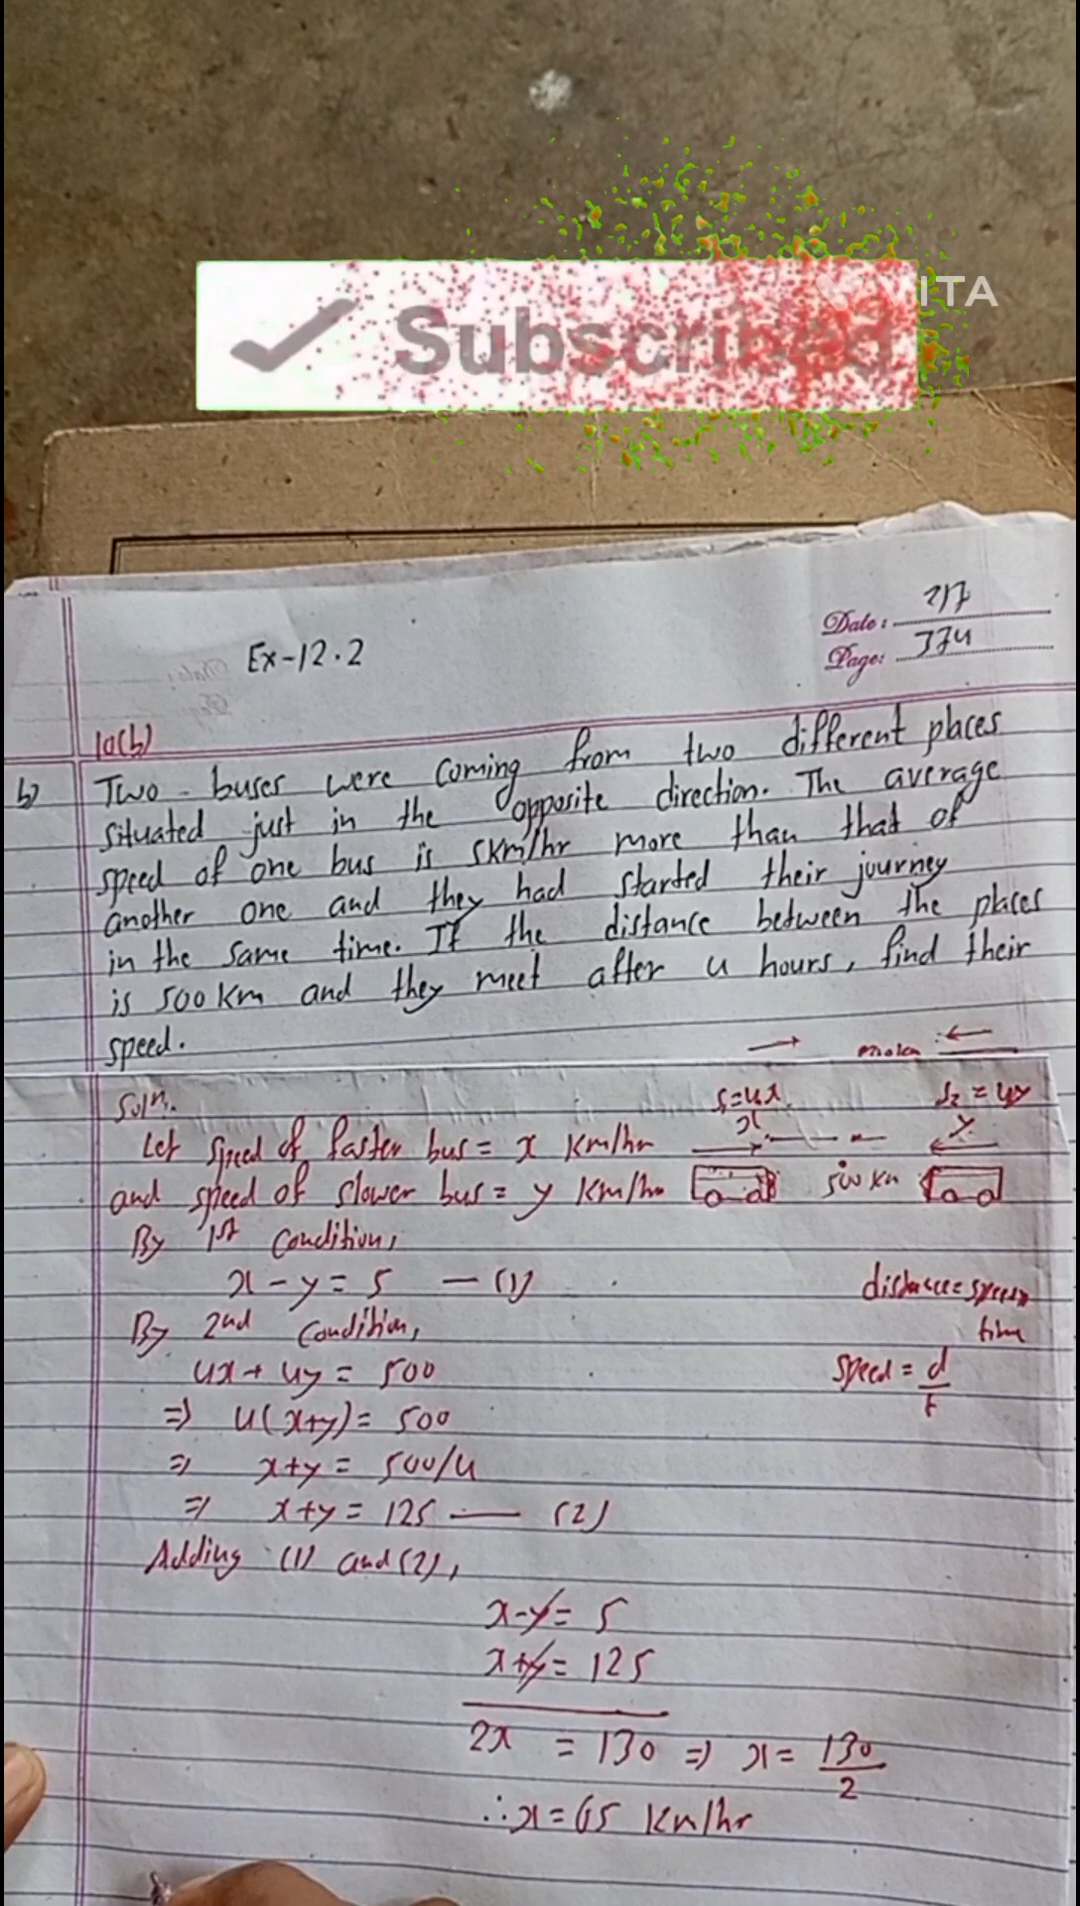 Subscribed
VITA
Date: 217
Ex-12.2
Page: 374
10(b)
b) Two buses were coming from two different places
situated just in the opposite direction. The average
speed of one bus is 5km/hr more than that of
another one and they had started their journey
in the same time. If the distance between the places
is 500 km and they meet after 4 hours, find their
speed.
Soln.
S1=4x S2 = 4y
Let speed of faster bus = x km/hr x y
and speed of slower bus = y km/hr 500 km
By 1st condition,
x - y = 5 — (1)
distance = speed x
By 2nd condition,
time
4x + 4y = 500
speed = d/t
=> 4(x+y) = 500
=> x+y = 500/4
=> x+y = 125 — (2)
Adding (1) and (2),
x-y = 5
x+y = 125
2x = 130 => x = 130/2
∴ x = 65 km/hr